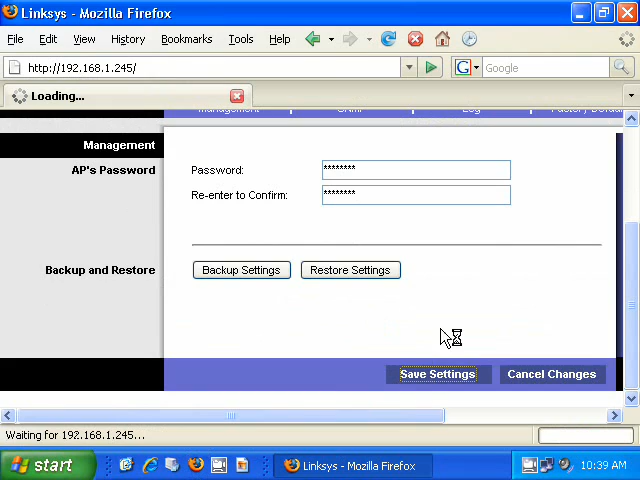 Linksys - Mozilla Firefox
File Edit View History Bookmarks Tools Help
http://192.168.1.245/ G Google
Loading...
Management
AP's Password Password: ********
Re-enter to Confirm: ********
Backup and Restore Backup Settings Restore Settings
Save Settings Cancel Changes
Waiting for 192.168.1.245...
start Linksys - Mozilla Firefox 10:39 AM